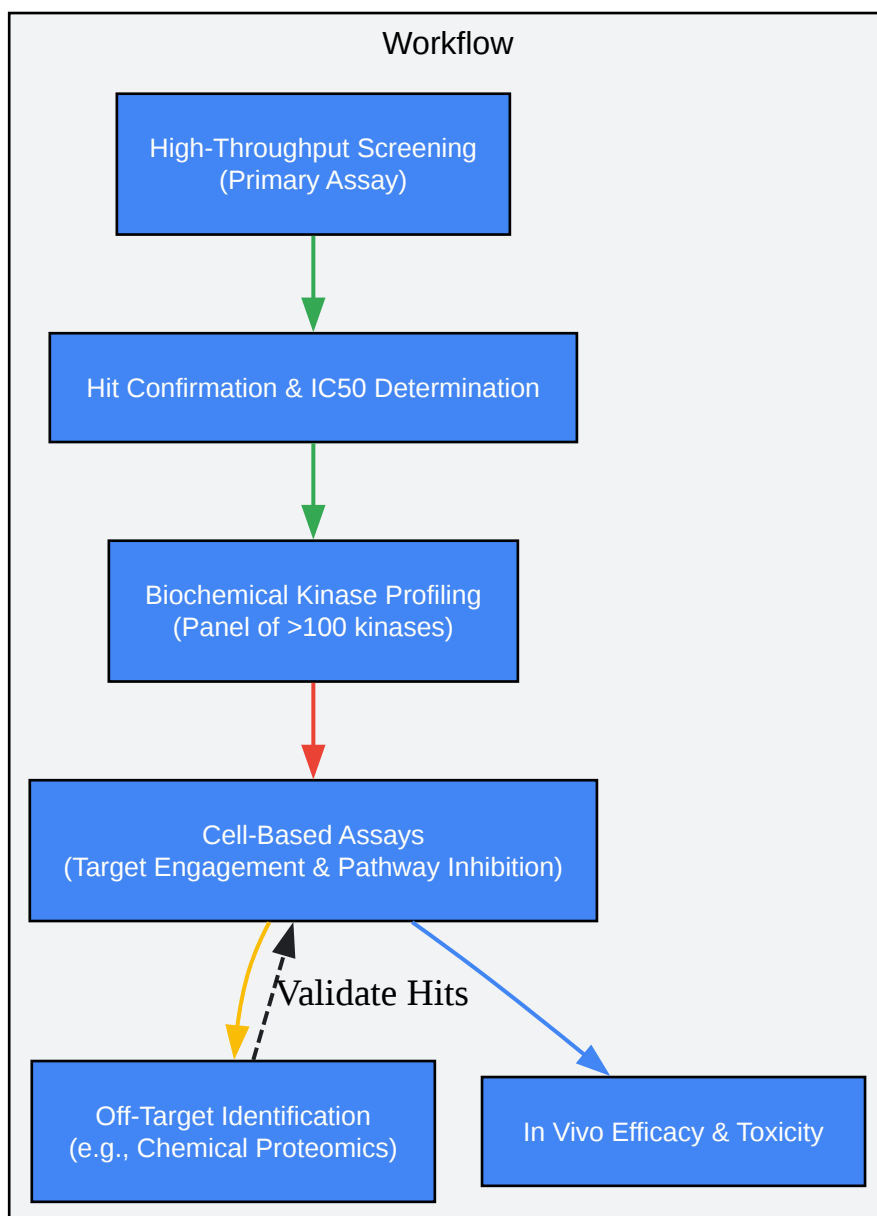 Workflow
High-Throughput Screening
(Primary Assay)
Hit Confirmation & IC50 Determination
Biochemical Kinase Profiling
(Panel of >100 kinases)
Cell-Based Assays
(Target Engagement & Pathway Inhibition)
Validate Hits
Off-Target Identification
(e.g., Chemical Proteomics)
In Vivo Efficacy & Toxicity